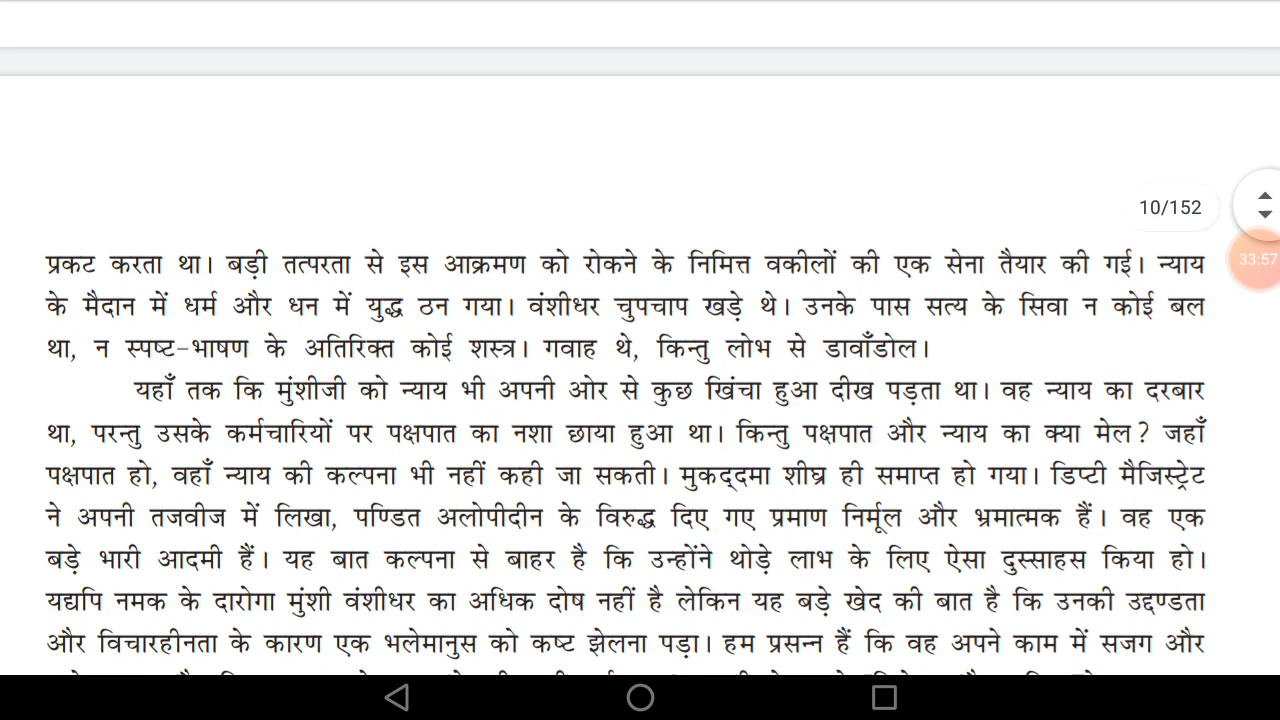 10/152
33:57
प्रकट करता था। बड़ी तत्परता से इस आक्रमण को रोकने के निमित्त वकीलों की एक सेना तैयार की गई। न्याय
के मैदान में धर्म और धन में युद्ध ठन गया। वंशीधर चुपचाप खड़े थे। उनके पास सत्य के सिवा न कोई बल
था, न स्पष्ट-भाषण के अतिरिक्त कोई शस्त्र। गवाह थे, किन्तु लोभ से डावाँडोल।
यहाँ तक कि मुंशीजी को न्याय भी अपनी ओर से कुछ खिंचा हुआ दीख पड़ता था। वह न्याय का दरबार
था, परन्तु उसके कर्मचारियों पर पक्षपात का नशा छाया हुआ था। किन्तु पक्षपात और न्याय का क्या मेल? जहाँ
पक्षपात हो, वहाँ न्याय की कल्पना भी नहीं कही जा सकती। मुकद्दमा शीघ्र ही समाप्त हो गया। डिप्टी मैजिस्ट्रेट
ने अपनी तजवीज में लिखा, पण्डित अलोपीदीन के विरुद्ध दिए गए प्रमाण निर्मूल और भ्रमात्मक हैं। वह एक
बड़े भारी आदमी हैं। यह बात कल्पना से बाहर है कि उन्होंने थोड़े लाभ के लिए ऐसा दुस्साहस किया हो।
यद्यपि नमक के दारोगा मुंशी वंशीधर का अधिक दोष नहीं है लेकिन यह बड़े खेद की बात है कि उनकी उद्दण्डता
और विचारहीनता के कारण एक भलेमानुस को कष्ट झेलना पड़ा। हम प्रसन्न हैं कि वह अपने काम में सजग और